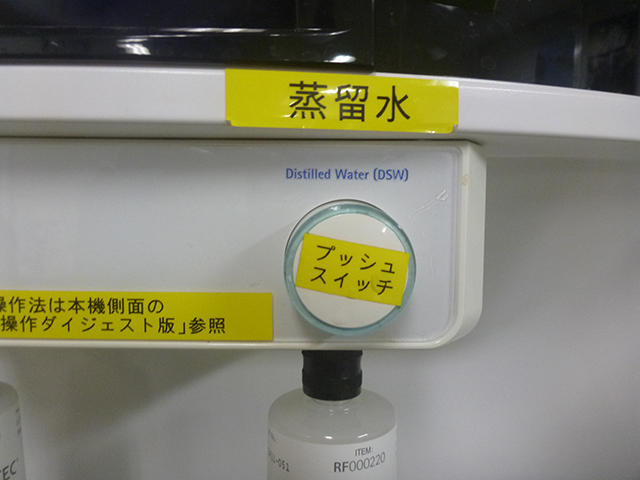 蒸留水
Distilled Water (DSW)
プッシュ
スイッチ
操作法は本機側面の
操作ダイジェスト版」参照
ITEM:
RF000220